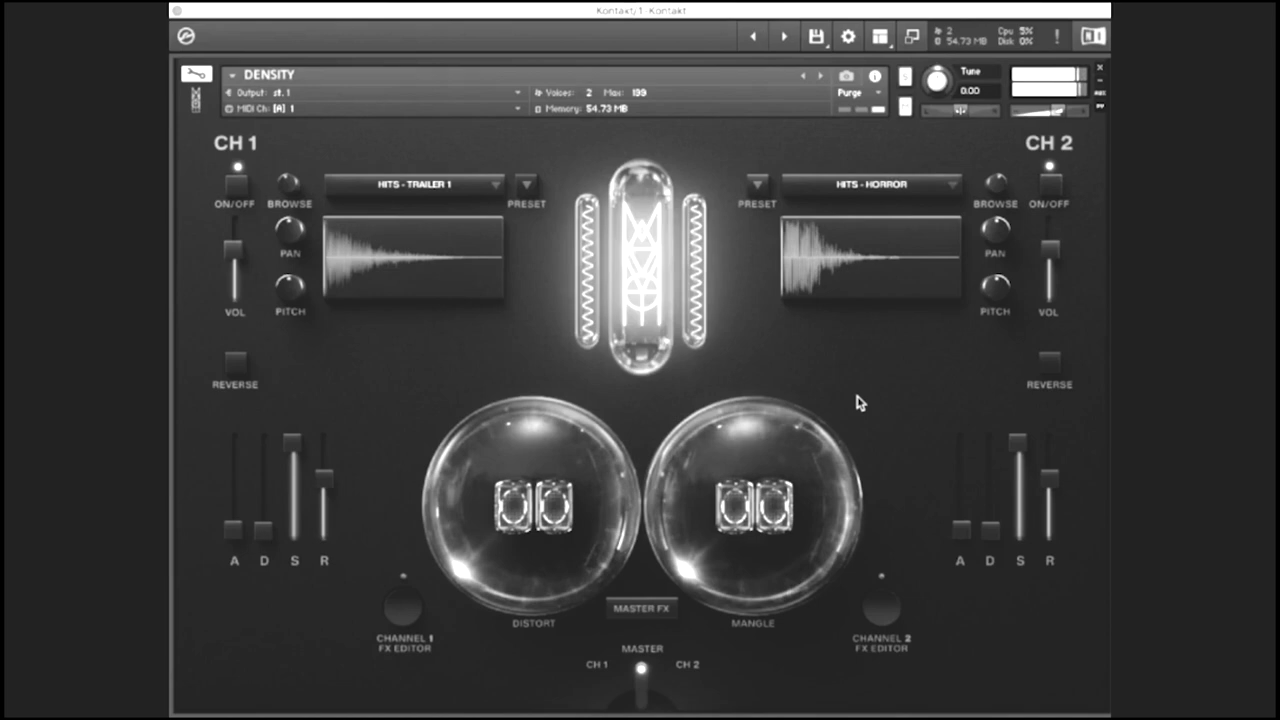 Kontakt/1-Kontakt
2
54.73 MB
Cpu 5%
Disk 0%
!
DENSITY
Output: st.1
Voices: 2 Max: 199
Purge
MIDI Ch: [A] 1
Memory: 54.73 MB
S
M
Tune
0.00
CH 1
CH 2
HITS - TRAILER 1
HITS - HORROR
ON/OFF
BROWSE
PRESET
PRESET
BROWSE
ON/OFF
PAN
PAN
VOL
PITCH
PITCH
VOL
REVERSE
REVERSE
00
00
A D S R
A D S R
MASTER FX
DISTORT
MANGLE
CHANNEL 1
FX EDITOR
CHANNEL 2
FX EDITOR
MASTER
CH 1
CH 2